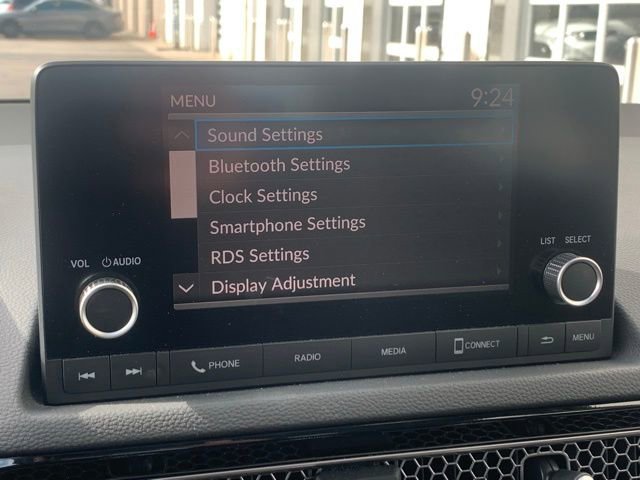 MENU 9:24
Sound Settings
Bluetooth Settings
Clock Settings
Smartphone Settings
RDS Settings
Display Adjustment
VOL AUDIO
LIST SELECT
PHONE RADIO MEDIA CONNECT MENU